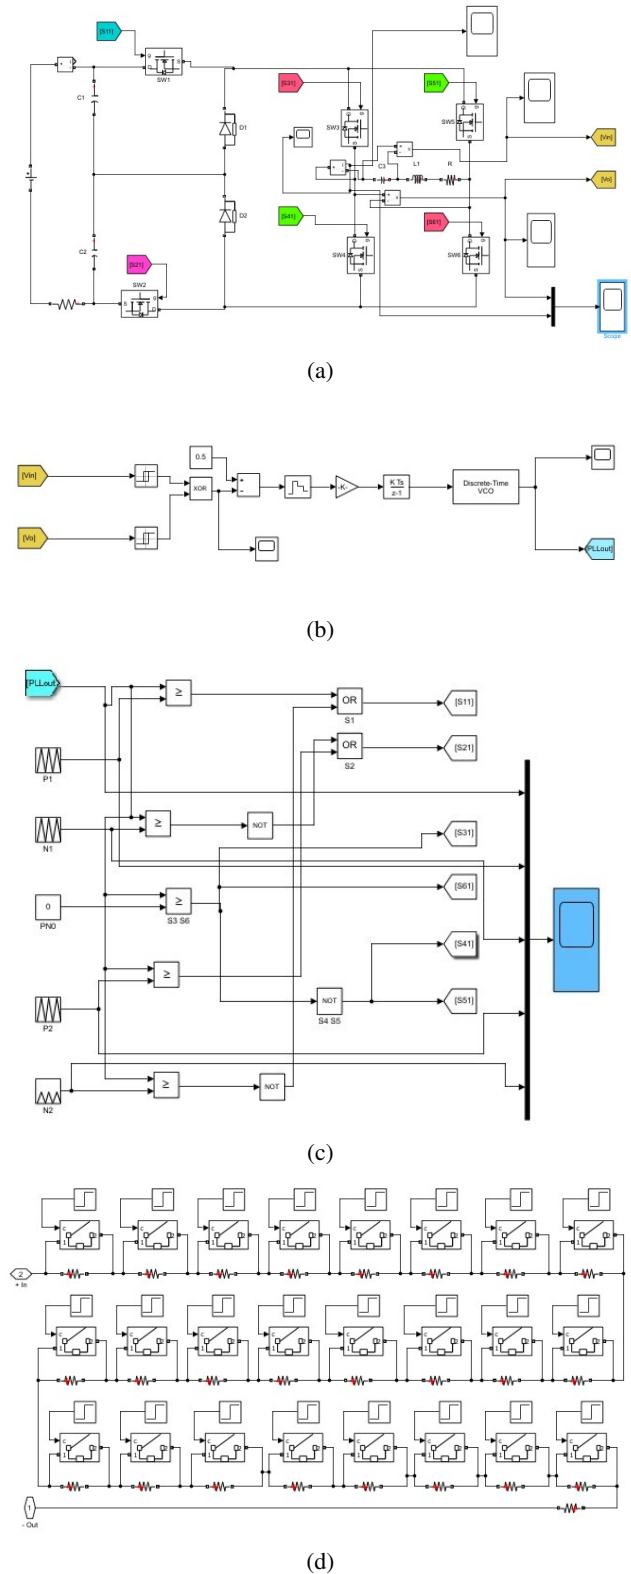 [S11]
SW1
C1
D1
[S31]
[S51]
SW3
SW5
[Vin]
C3
L1
R
[Vo]
D2
[S41]
[S61]
C2
[S21]
SW4
SW6
SW2
Scope
(a)
[Vin]
0.5
XOR
-K-
K Ts
z-1
Discrete-Time
VCO
[Vo]
[PLLout]
(b)
[PLLout]
≥
OR
[S11]
S1
OR
[S21]
S2
P1
≥
NOT
[S31]
N1
≥
[S61]
0
PN0
S3 S6
[S41]
≥
NOT
[S51]
S4 S5
P2
≥
NOT
N2
(c)
2
+ In
1
- Out
(d)